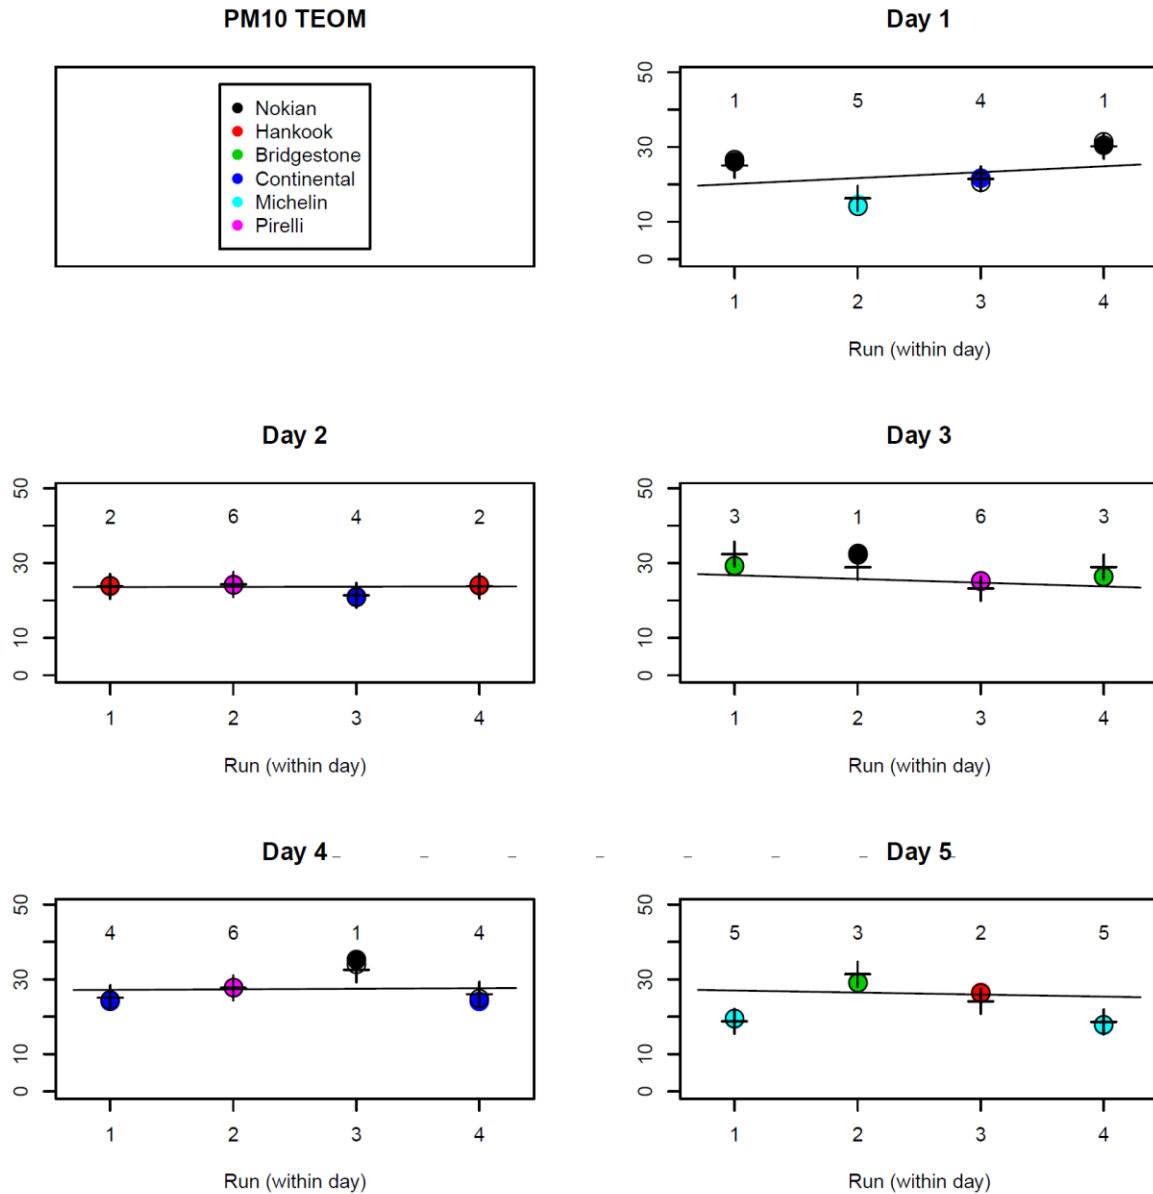 PM10 TEOM
Nokian
Hankook
Bridgestone
Continental
Michelin
Pirelli
Day 1
50
30
10
0
1 5 4 1
1 2 3 4
Run (within day)
Day 2
50
30
10
0
2 6 4 2
1 2 3 4
Run (within day)
Day 3
50
30
10
0
3 1 6 3
1 2 3 4
Run (within day)
Day 4
50
30
10
0
4 6 1 4
1 2 3 4
Run (within day)
Day 5
50
30
10
0
5 3 2 5
1 2 3 4
Run (within day)